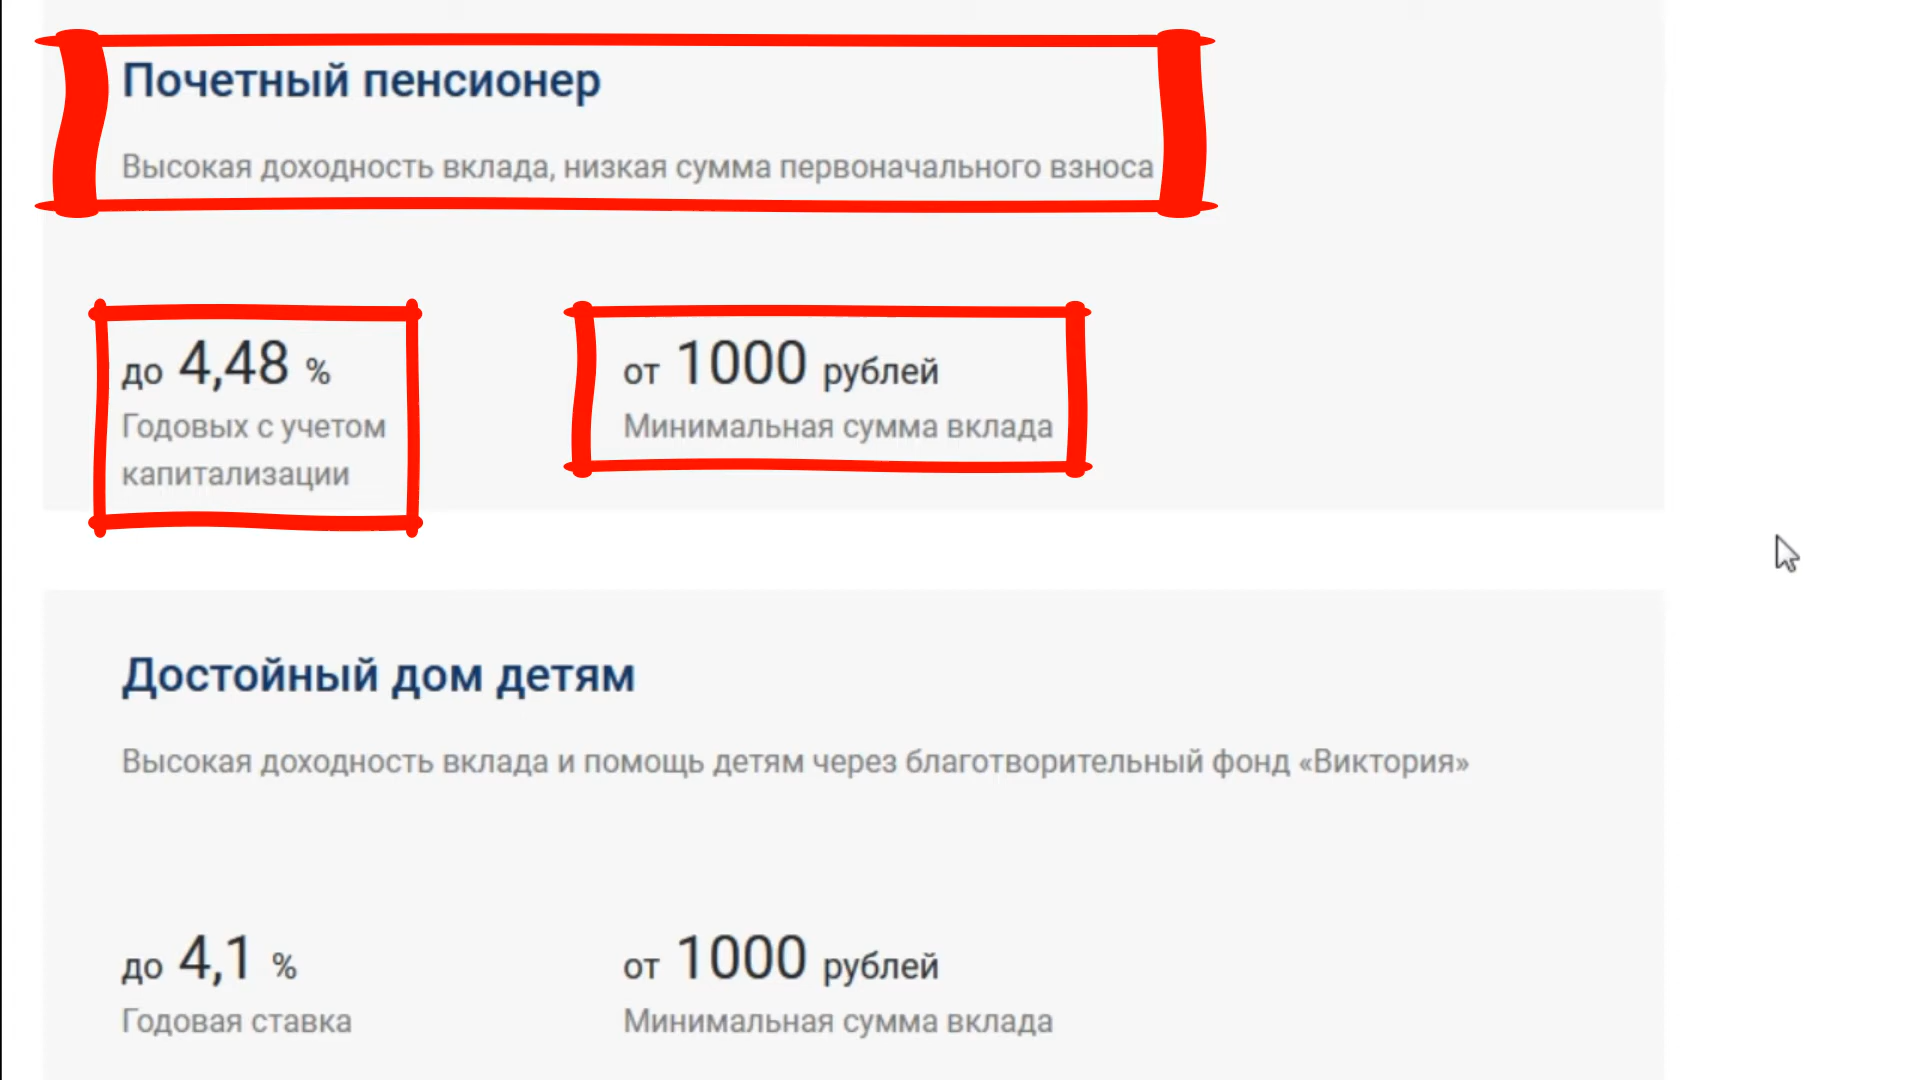 Почетный пенсионер
Высокая доходность вклада, низкая сумма первоначального взноса
до 4,48 %
Годовых с учетом
капитализации
от 1000 рублей
Минимальная сумма вклада
Достойный дом детям
Высокая доходность вклада и помощь детям через благотворительный фонд «Виктория»
до 4,1 %
Годовая ставка
от 1000 рублей
Минимальная сумма вклада